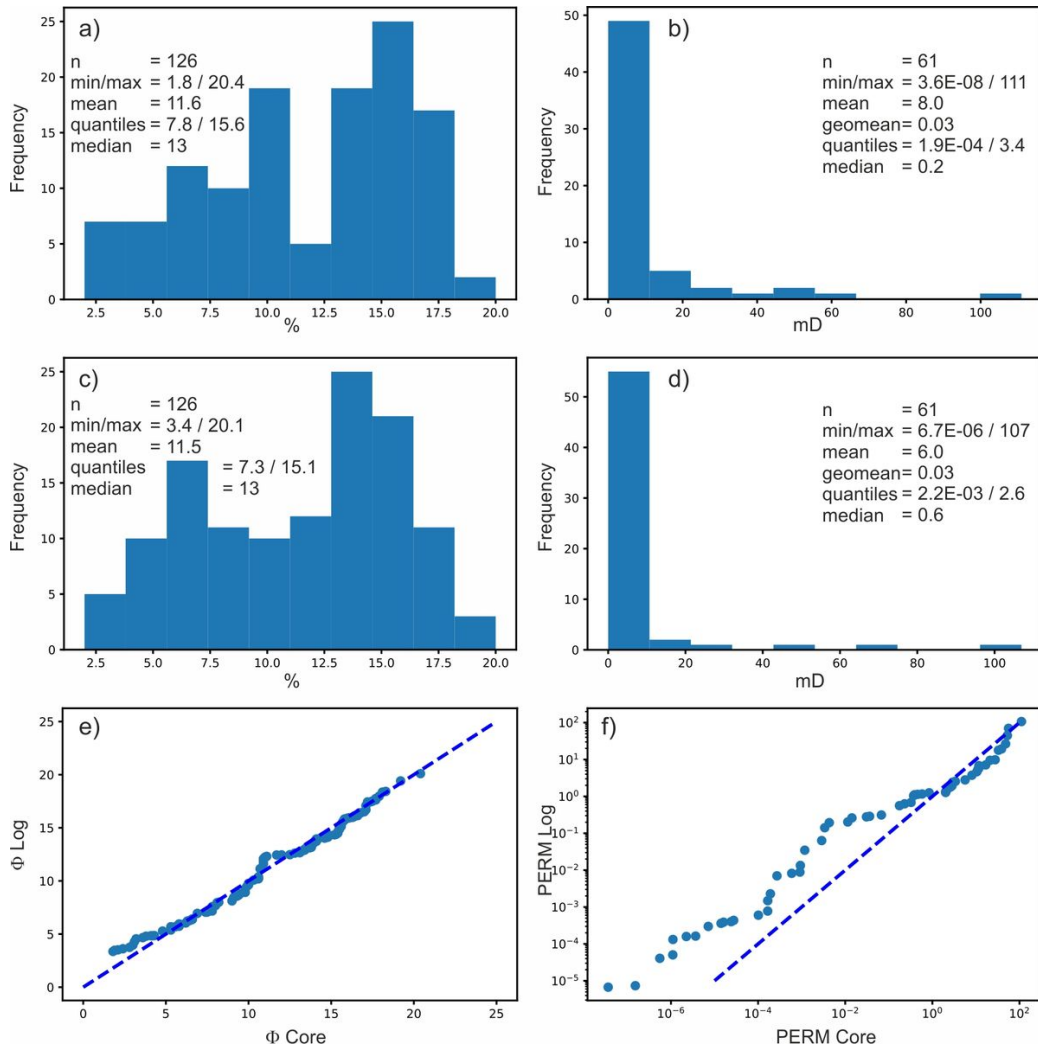 a)
n = 126
min/max = 1.8 / 20.4
mean = 11.6
quantiles = 7.8 / 15.6
median = 13
Frequency
25
20
15
10
5
0
2.5 5.0 7.5 10.0 12.5 15.0 17.5 20.0
%
b)
n = 61
min/max = 3.6E-08 / 111
mean = 8.0
geomean = 0.03
quantiles = 1.9E-04 / 3.4
median = 0.2
Frequency
50
40
30
20
10
0
0 20 40 60 80 100
mD
c)
n = 126
min/max = 3.4 / 20.1
mean = 11.5
quantiles = 7.3 / 15.1
median = 13
Frequency
25
20
15
10
5
0
2.5 5.0 7.5 10.0 12.5 15.0 17.5 20.0
%
d)
n = 61
min/max = 6.7E-06 / 107
mean = 6.0
geomean = 0.03
quantiles = 2.2E-03 / 2.6
median = 0.6
Frequency
50
40
30
20
10
0
0 20 40 60 80 100
mD
e)
Φ Log
25
20
15
10
5
0
0 5 10 15 20 25
Φ Core
f)
PERM Log
10²
10¹
10⁰
10⁻¹
10⁻²
10⁻³
10⁻⁴
10⁻⁵
10⁻⁶ 10⁻⁴ 10⁻² 10⁰ 10²
PERM Core